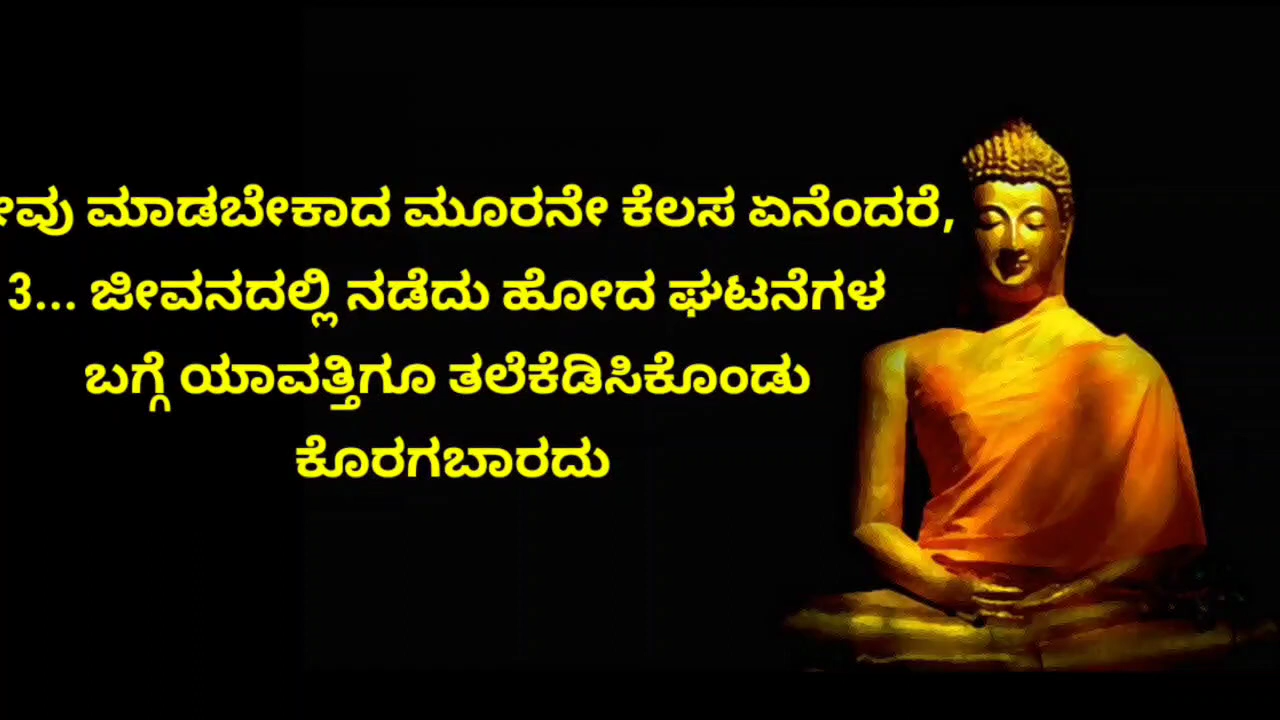 ಮಾಡಬೇಕಾದ ಮೂರನೇ ಕೆಲಸ ಏನೆಂದರೆ,
3... ಜೀವನದಲ್ಲಿ ನಡೆದು ಹೋದ ಘಟನೆಗಳ
ಬಗ್ಗೆ ಯಾವತ್ತಿಗೂ ತಲೆಕೆಡಿಸಿಕೊಂಡು
ಕೊರಗಬಾರದು